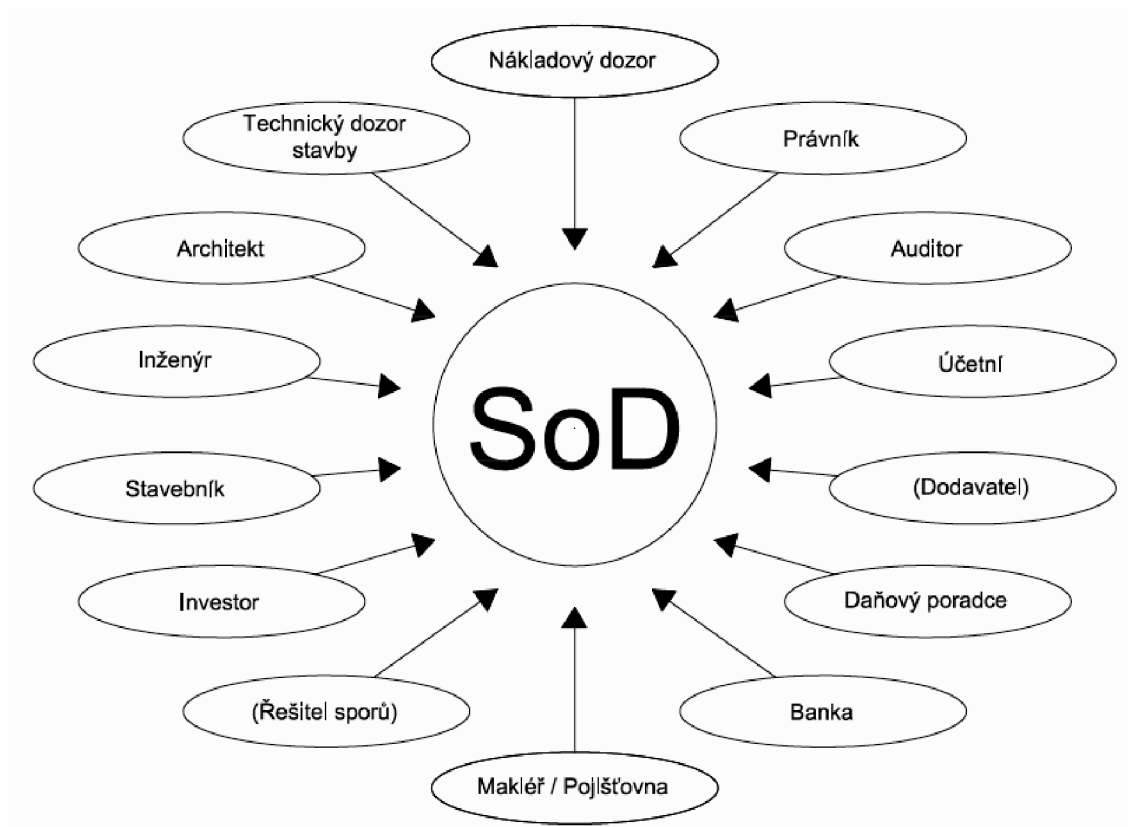 Nákladový dozor
Technický dozor
stavby
Právník
Architekt
Auditor
Inženýr
Účetní
SoD
Stavebník
(Dodavatel)
Investor
Daňový poradce
(Řešitel sporů)
Banka
Makléř / Pojlšťovna